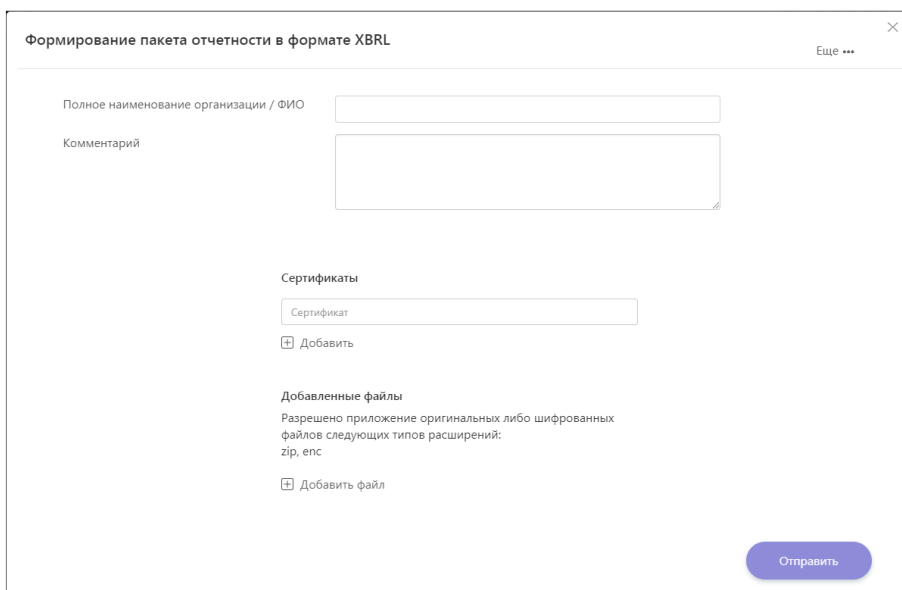 Формирование пакета отчетности в формате XBRL
Еще •••
Полное наименование организации / ФИО
Комментарий
Сертификаты
Сертификат
Добавить
Добавленные файлы
Разрешено приложение оригинальных либо шифрованных
файлов следующих типов расширений:
zip, enc
Добавить файл
Отправить